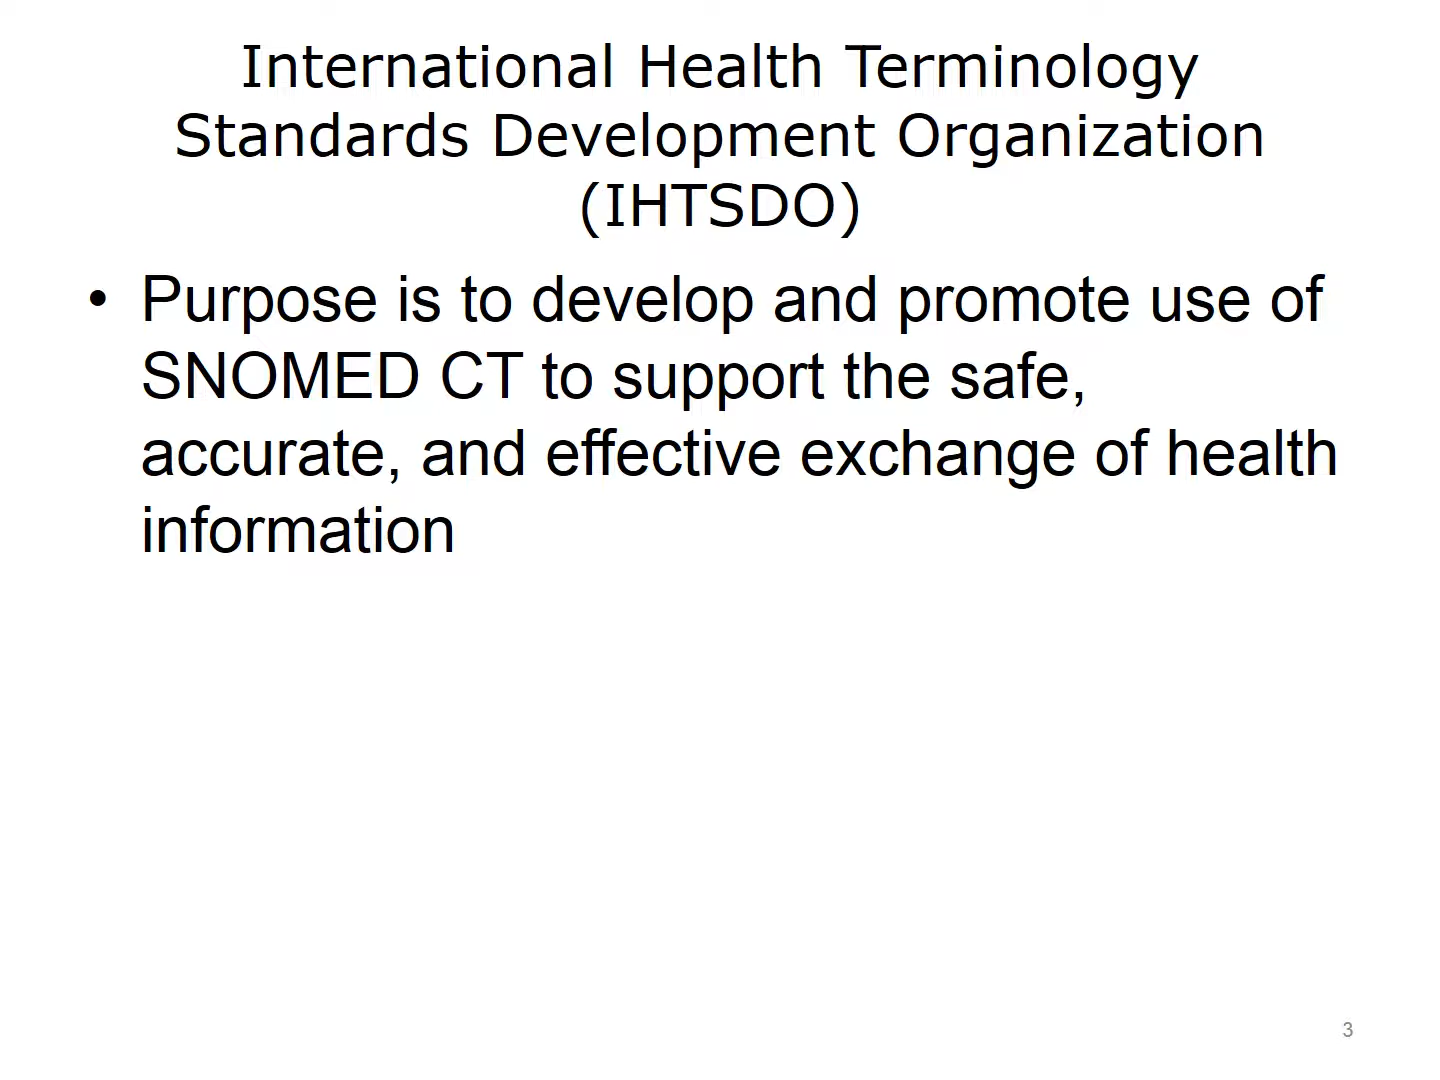 International Health Terminology
Standards Development Organization
(IHTSDO)
• Purpose is to develop and promote use of
SNOMED CT to support the safe,
accurate, and effective exchange of health
information
3